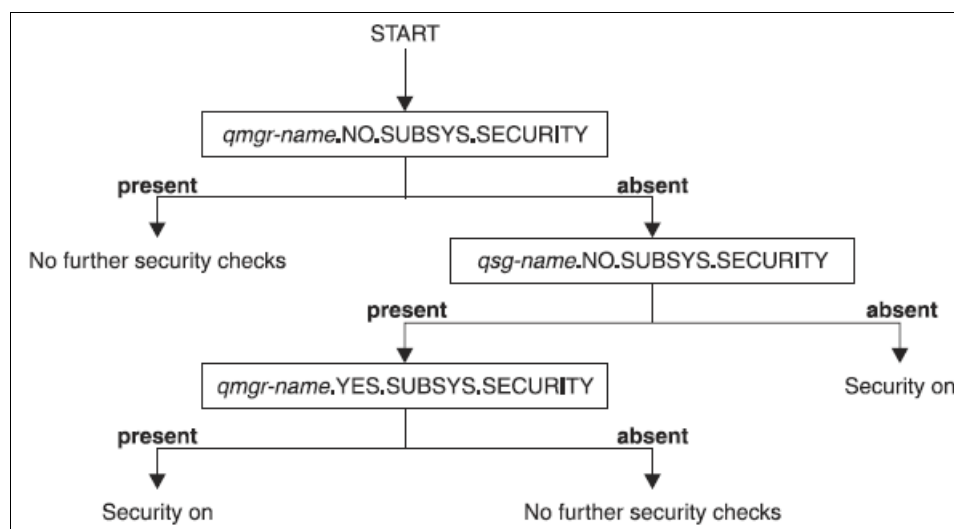 START
qmgr-name.NO.SUBSYS.SECURITY
present
absent
No further security checks
qsg-name.NO.SUBSYS.SECURITY
present
absent
qmgr-name.YES.SUBSYS.SECURITY
Security on
present
absent
Security on
No further security checks